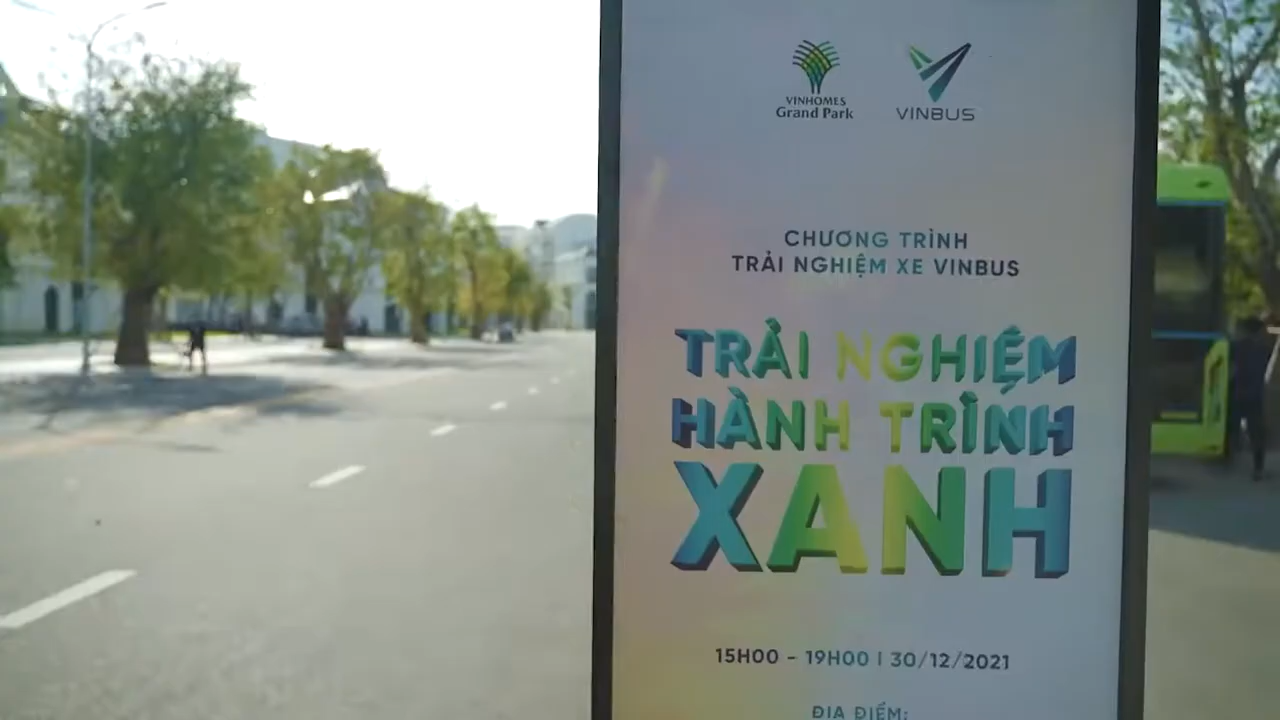 VINHOMES
Grand Park
VINBUS
CHƯƠNG TRÌNH
TRẢI NGHIỆM XE VINBUS
TRẢI NGHIỆM
HÀNH TRÌNH
XANH
15H00 - 19H00 | 30/12/2021
ĐỊA ĐIỂM: